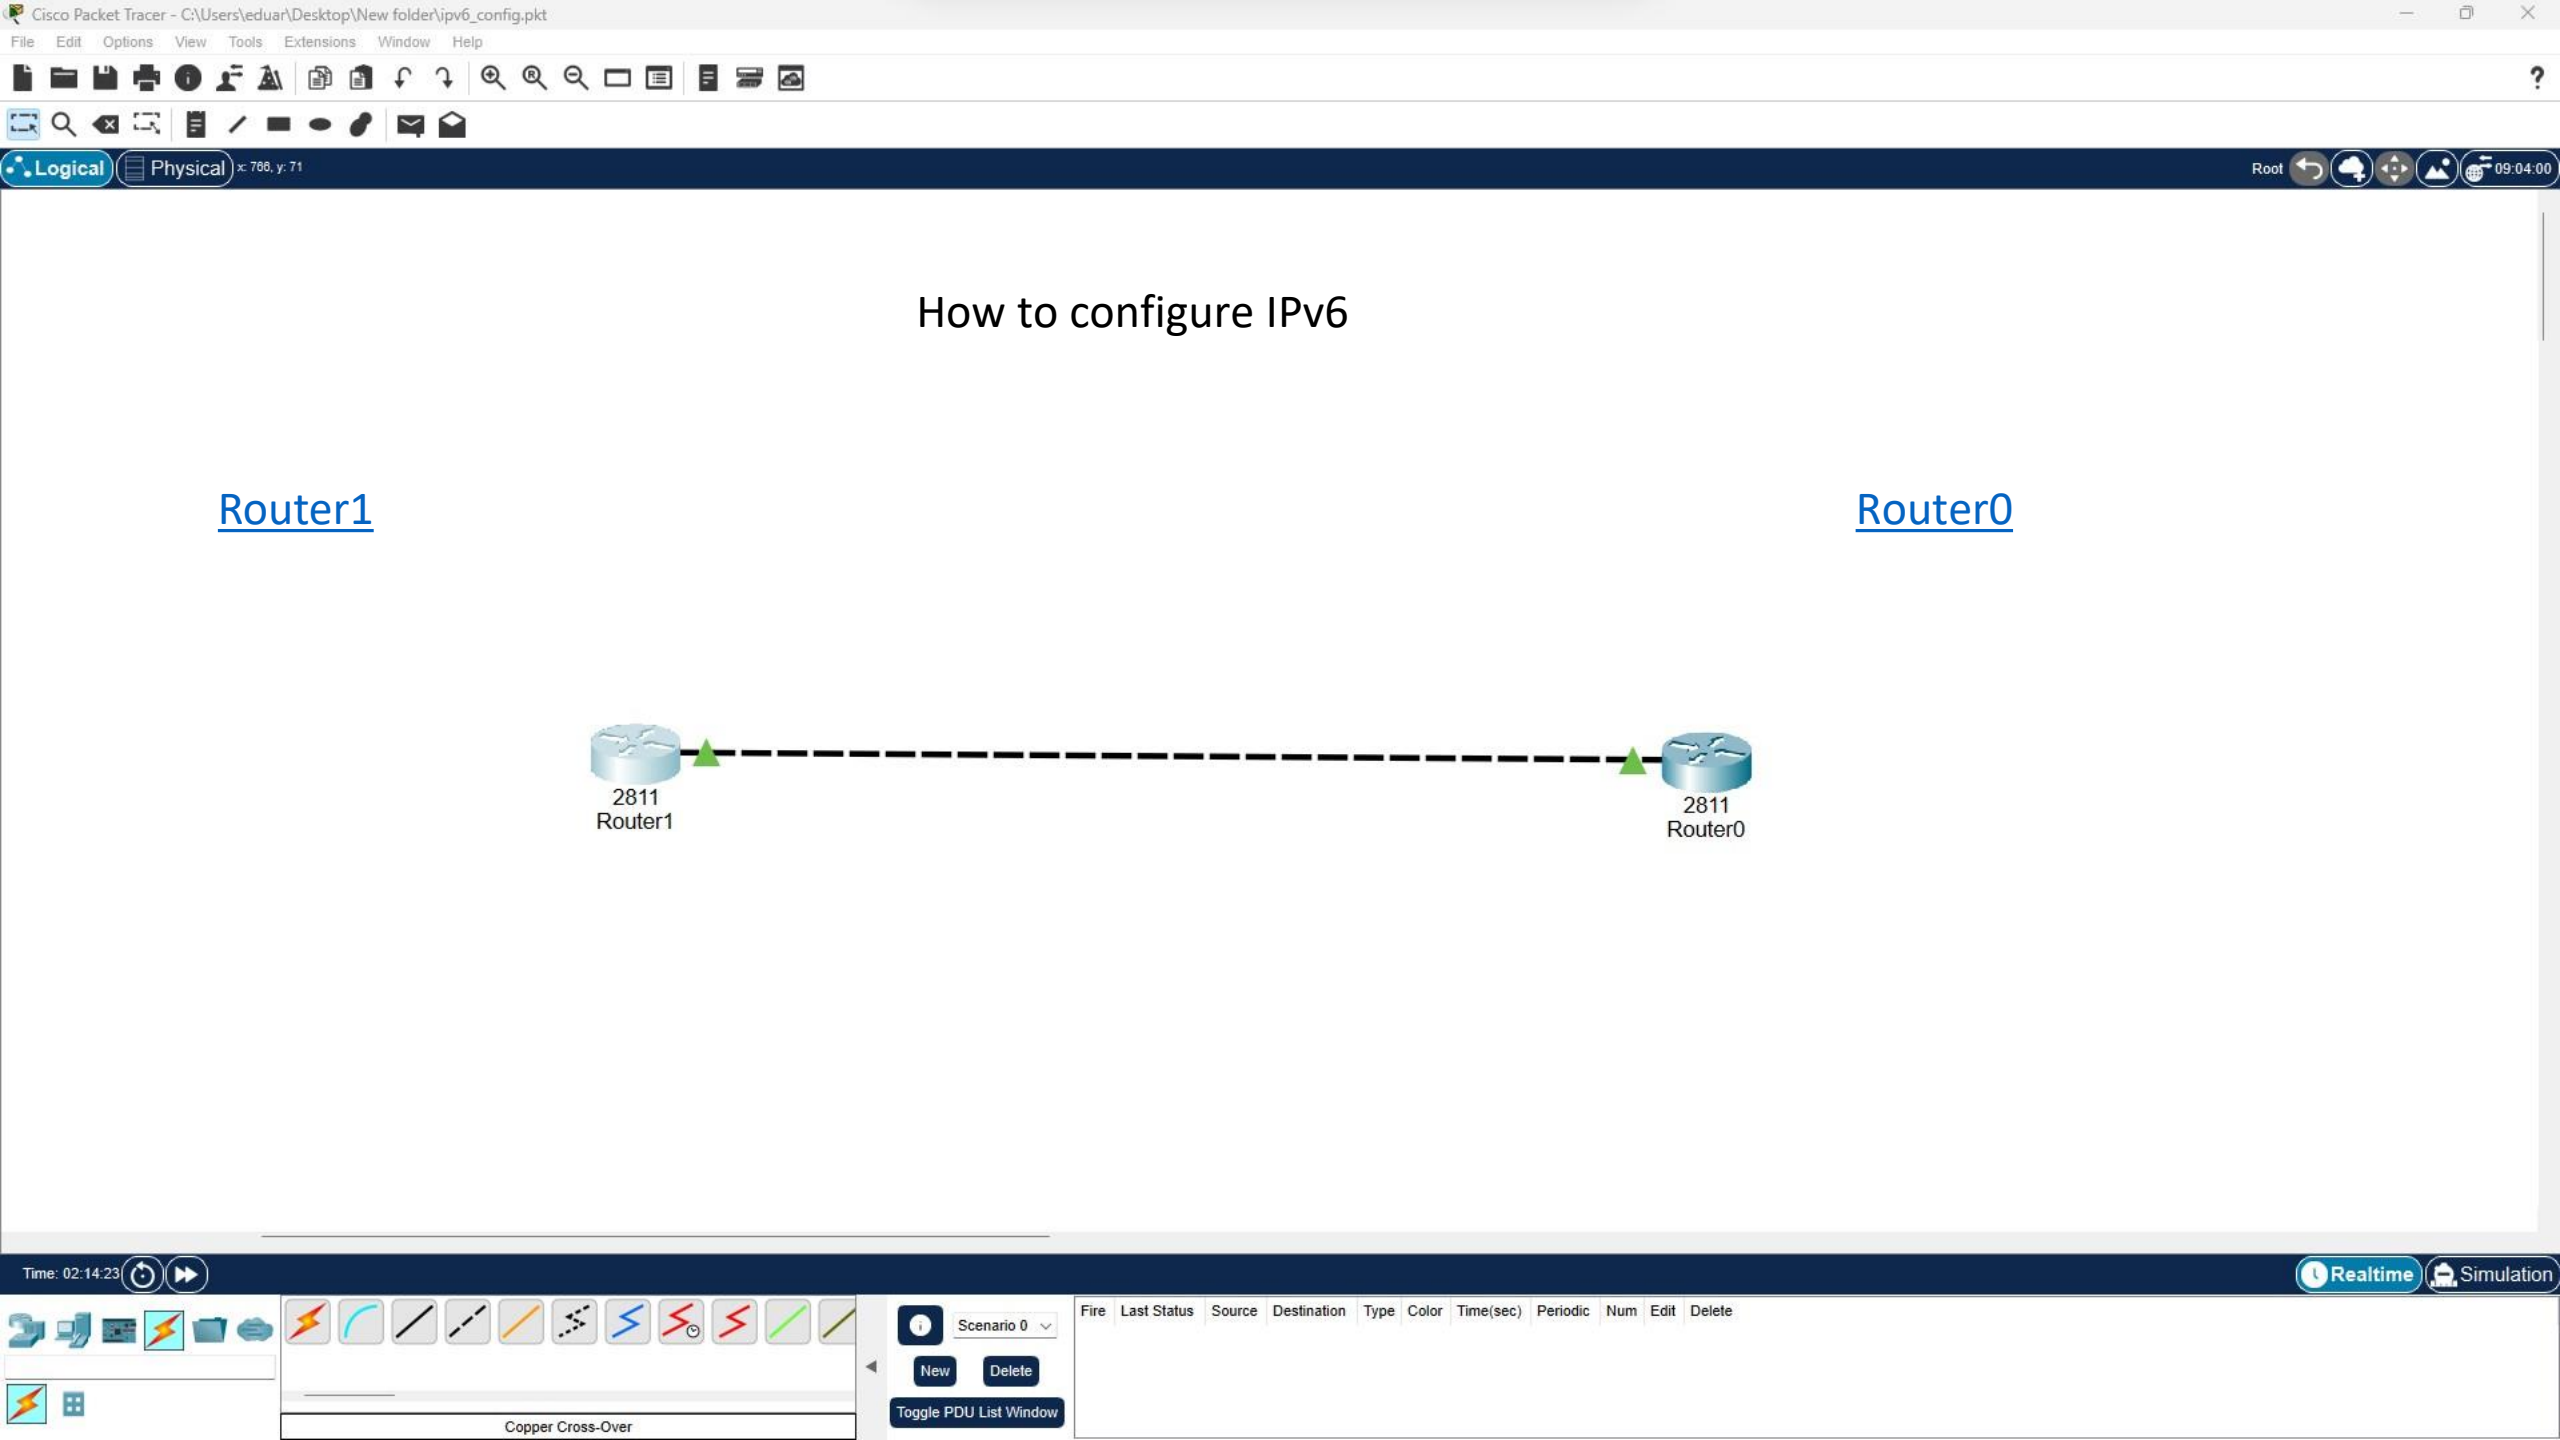 Cisco Packet Tracer - C:\Users\eduar\Desktop\New folder\ipv6_config.pkt
File Edit Options View Tools Extensions Window Help
Logical Physical x: 766, y: 71 Root 09:04:00
How to configure IPv6
Router1 Router0
2811
Router1
2811
Router0
Time: 02:14:23 Realtime Simulation
Fire Last Status Source Destination Type Color Time(sec) Periodic Num Edit Delete
Scenario 0
New Delete
Toggle PDU List Window
Copper Cross-Over